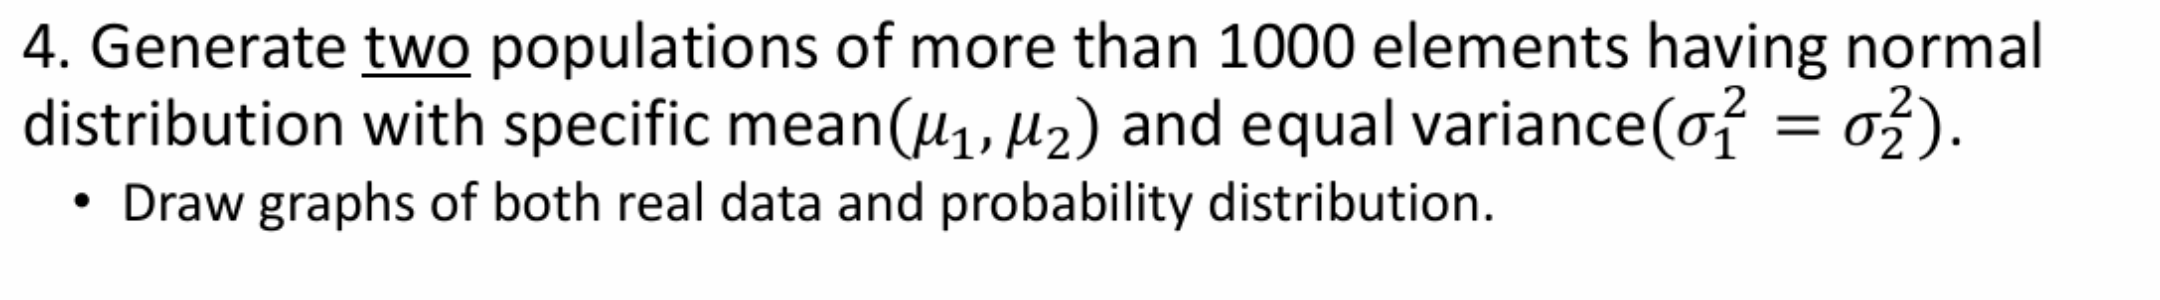 4. Generate two populations of more than 1000 elements having normal
distribution with specific mean(μ₁, μ₂) and equal variance(σ₁² = σ₂²).
• Draw graphs of both real data and probability distribution.